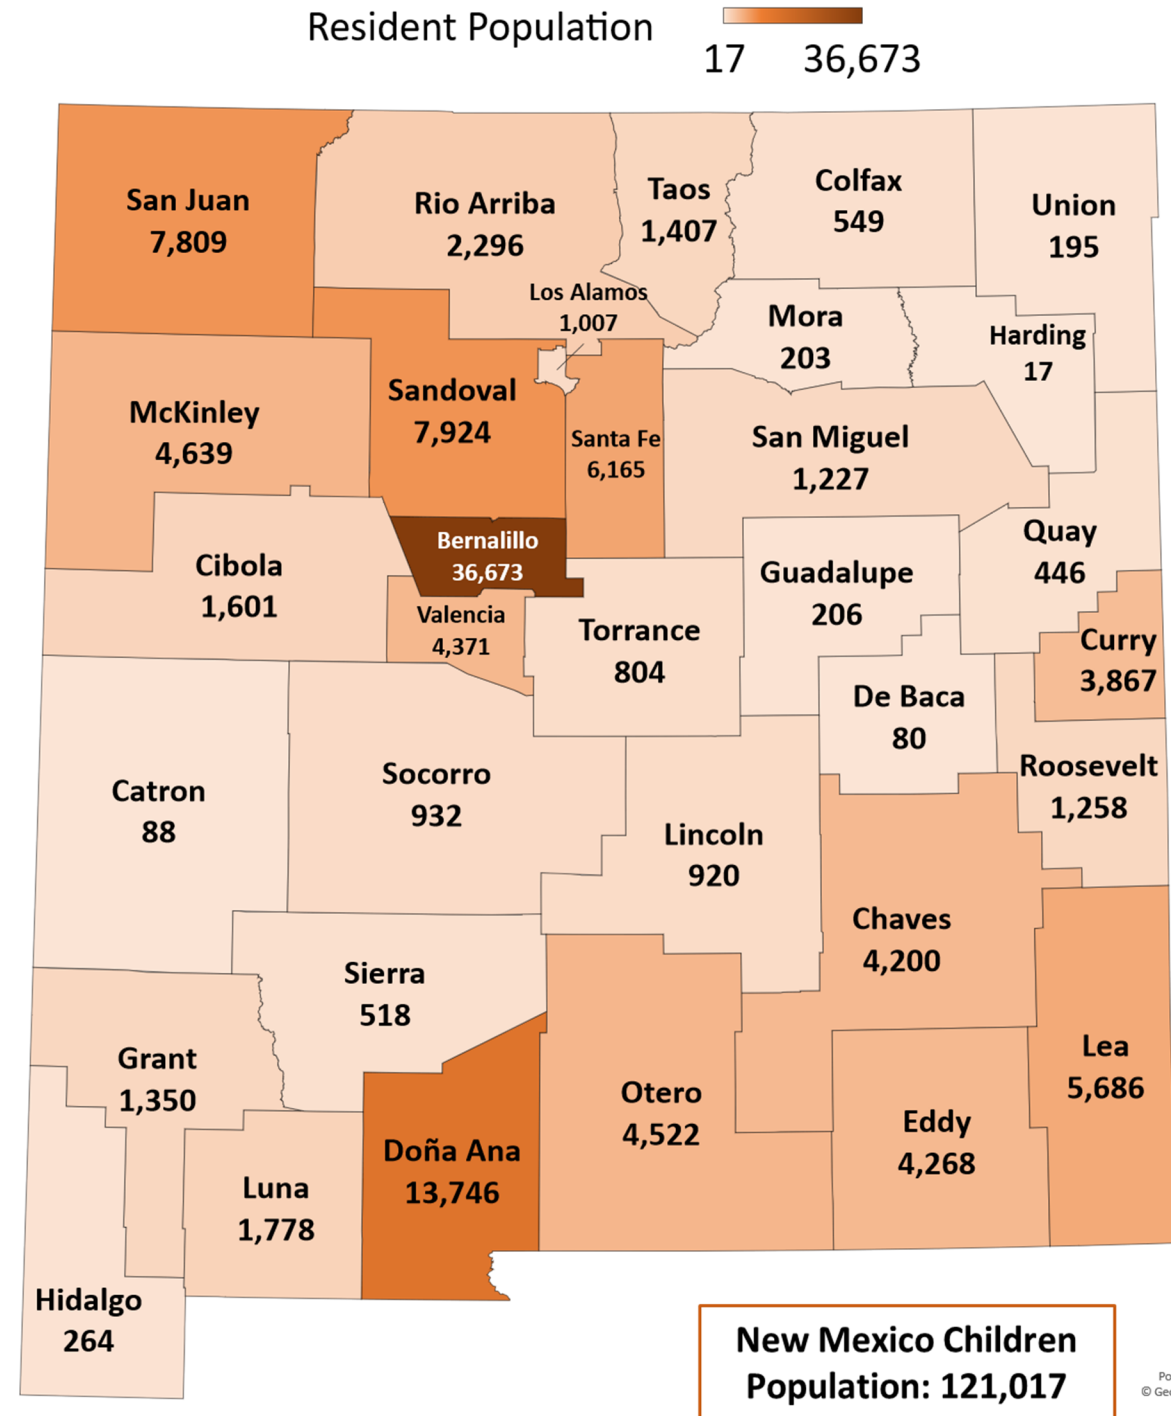 Resident Population
17 36,673
San Juan
7,809
Rio Arriba
2,296
Taos
1,407
Colfax
549
Union
195
Los Alamos
1,007
Mora
203
Harding
17
McKinley
4,639
Sandoval
7,924
Santa Fe
6,165
San Miguel
1,227
Quay
446
Bernalillo
36,673
Cibola
1,601
Valencia
4,371
Torrance
804
Guadalupe
206
Curry
3,867
De Baca
80
Roosevelt
1,258
Catron
88
Socorro
932
Lincoln
920
Chaves
4,200
Sierra
518
Grant
1,350
Otero
4,522
Lea
5,686
Eddy
4,268
Doña Ana
13,746
Luna
1,778
Hidalgo
264
New Mexico Children
Population: 121,017
Po
© Geo